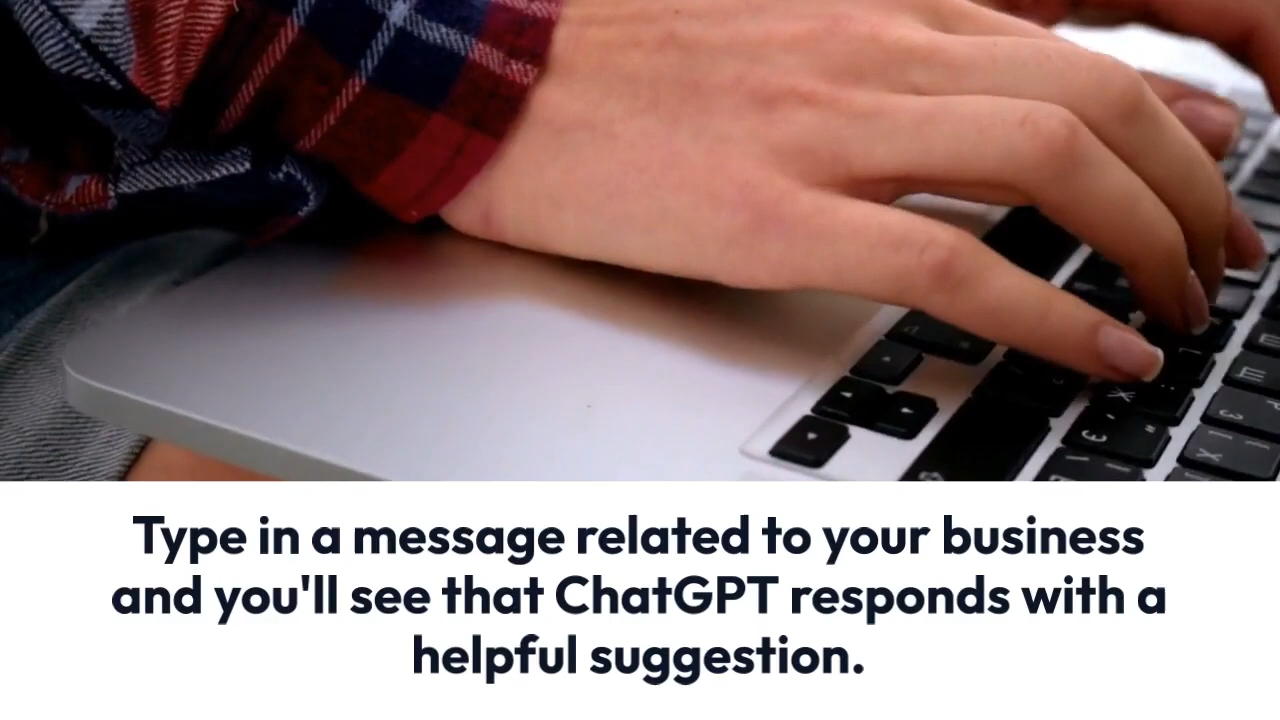 Type in a message related to your business
and you'll see that ChatGPT responds with a
helpful suggestion.